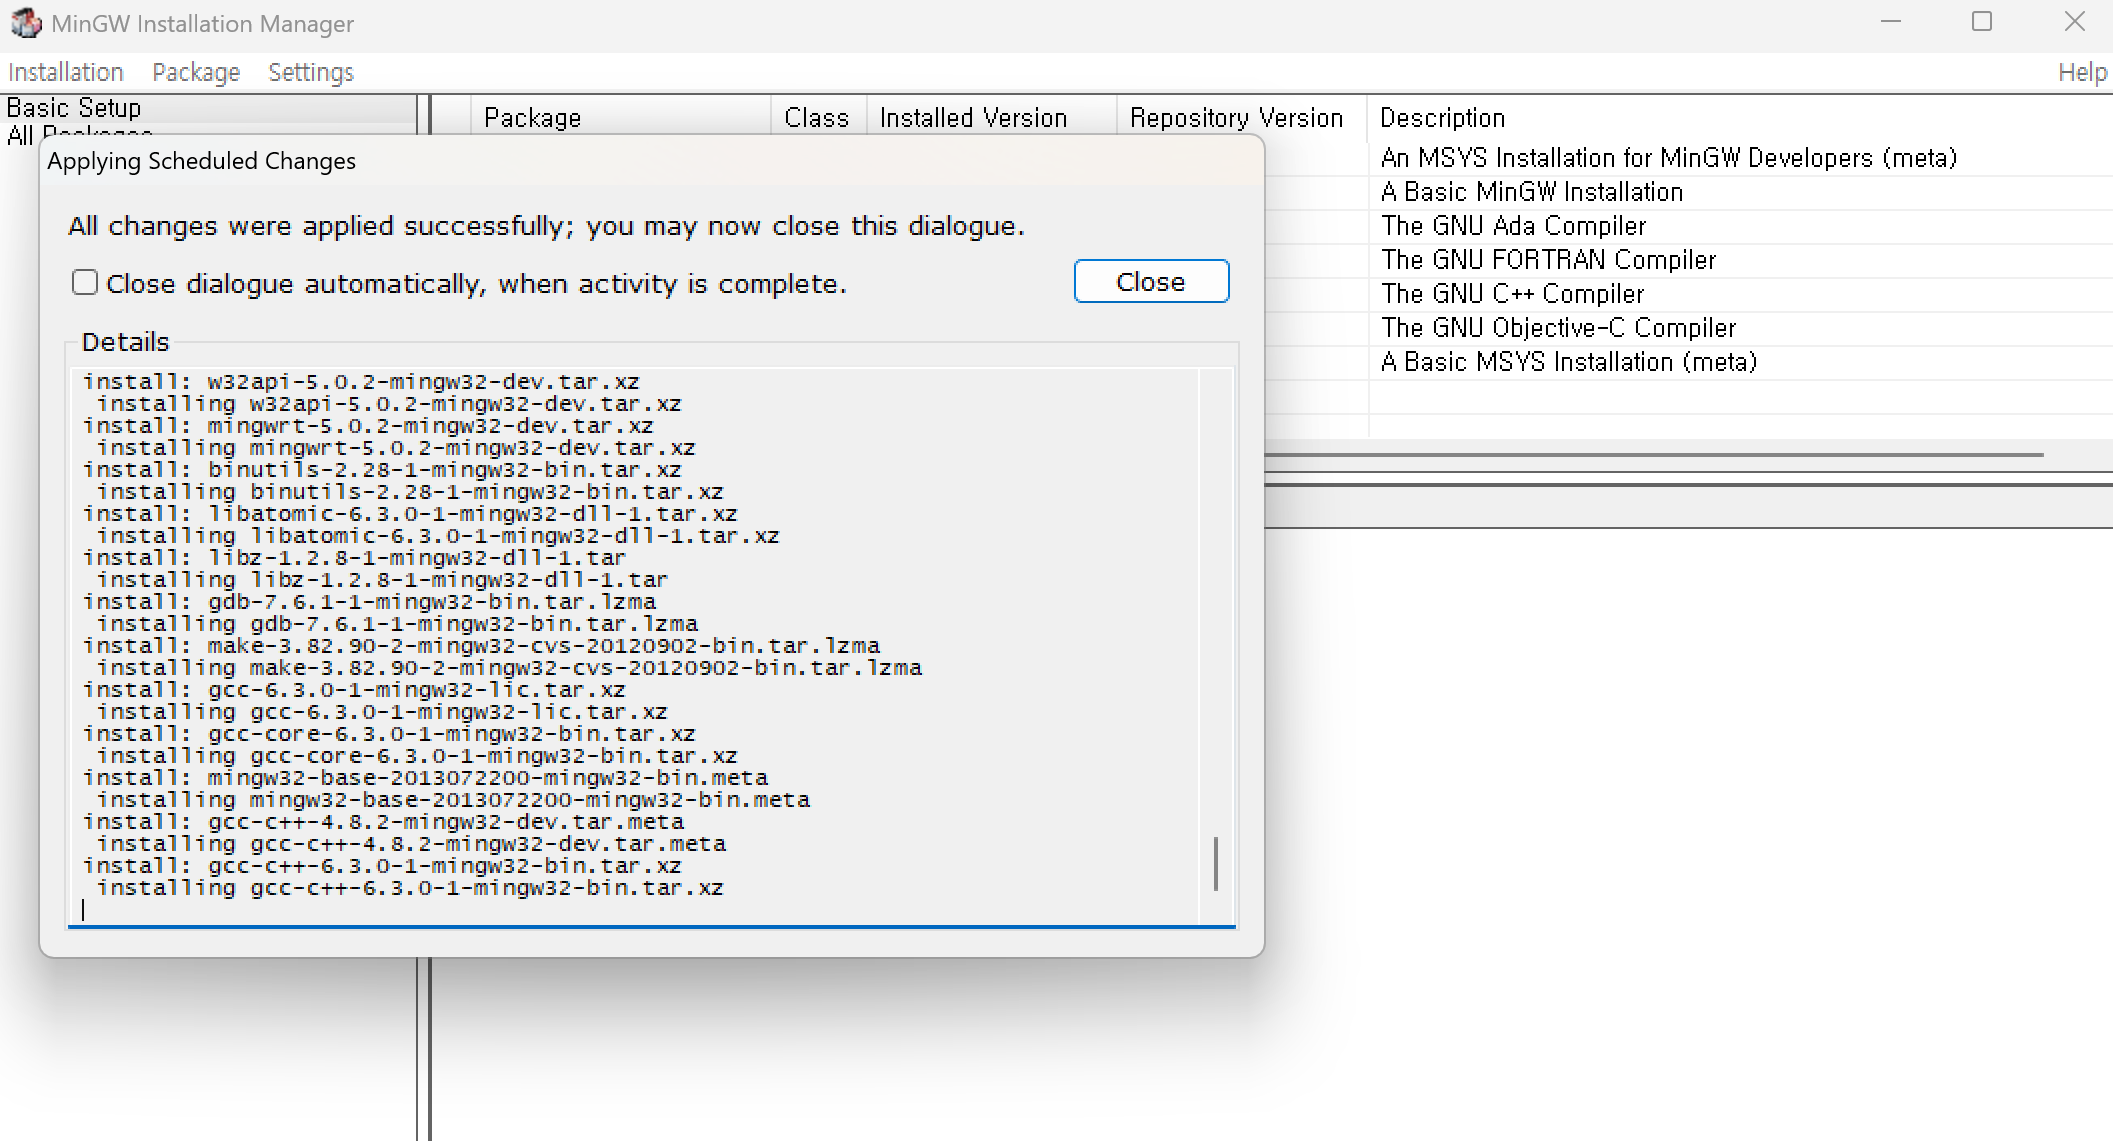 MinGW Installation Manager
Installation Package Settings Help
Basic Setup
All Packages
Package Class Installed Version Repository Version Description
An MSYS Installation for MinGW Developers (meta)
A Basic MinGW Installation
The GNU Ada Compiler
The GNU FORTRAN Compiler
The GNU C++ Compiler
The GNU Objective-C Compiler
A Basic MSYS Installation (meta)
Applying Scheduled Changes
All changes were applied successfully; you may now close this dialogue.
Close dialogue automatically, when activity is complete.
Close
Details
install: w32api-5.0.2-mingw32-dev.tar.xz
installing w32api-5.0.2-mingw32-dev.tar.xz
install: mingwrt-5.0.2-mingw32-dev.tar.xz
installing mingwrt-5.0.2-mingw32-dev.tar.xz
install: binutils-2.28-1-mingw32-bin.tar.xz
installing binutils-2.28-1-mingw32-bin.tar.xz
install: libatomic-6.3.0-1-mingw32-dll-1.tar.xz
installing libatomic-6.3.0-1-mingw32-dll-1.tar.xz
install: libz-1.2.8-1-mingw32-dll-1.tar
installing libz-1.2.8-1-mingw32-dll-1.tar
install: gdb-7.6.1-1-mingw32-bin.tar.lzma
installing gdb-7.6.1-1-mingw32-bin.tar.lzma
install: make-3.82.90-2-mingw32-cvs-20120902-bin.tar.lzma
installing make-3.82.90-2-mingw32-cvs-20120902-bin.tar.lzma
install: gcc-6.3.0-1-mingw32-lic.tar.xz
installing gcc-6.3.0-1-mingw32-lic.tar.xz
install: gcc-core-6.3.0-1-mingw32-bin.tar.xz
installing gcc-core-6.3.0-1-mingw32-bin.tar.xz
install: mingw32-base-2013072200-mingw32-bin.meta
installing mingw32-base-2013072200-mingw32-bin.meta
install: gcc-c++-4.8.2-mingw32-dev.tar.meta
installing gcc-c++-4.8.2-mingw32-dev.tar.meta
install: gcc-c++-6.3.0-1-mingw32-bin.tar.xz
installing gcc-c++-6.3.0-1-mingw32-bin.tar.xz